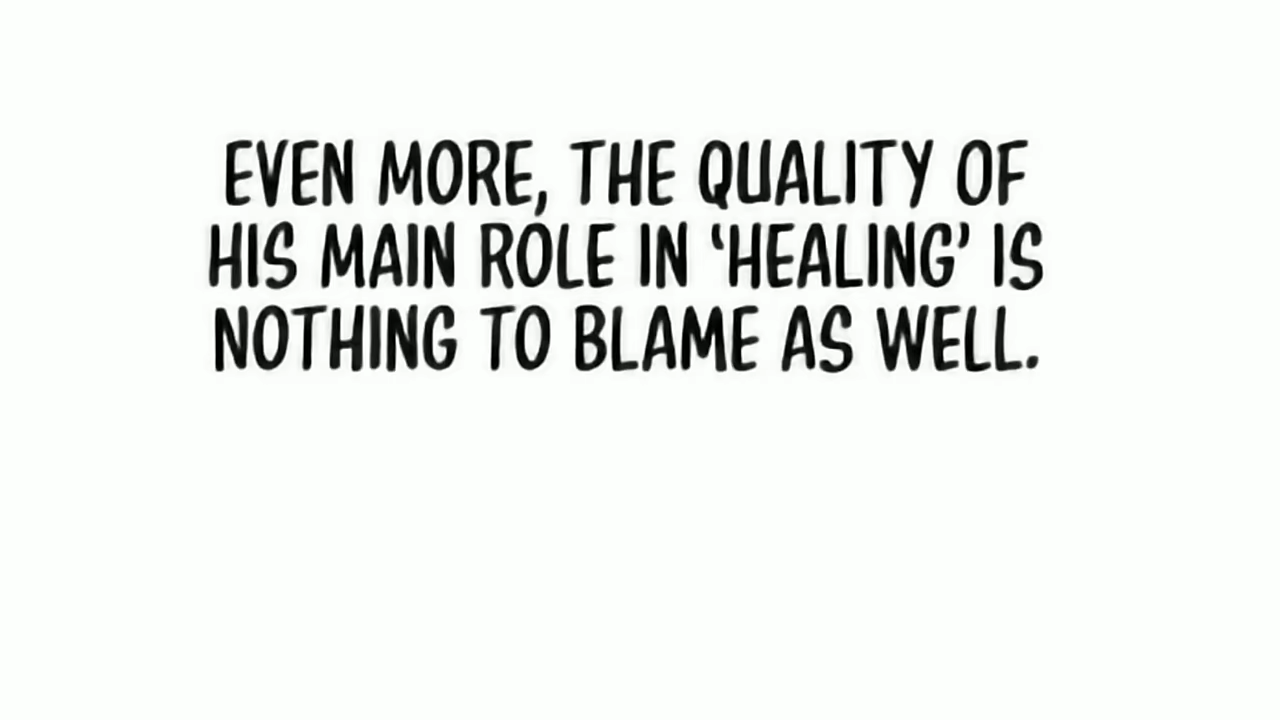 EVEN MORE, THE QUALITY OF
HIS MAIN ROLE IN ‘HEALING’ IS
NOTHING TO BLAME AS WELL.